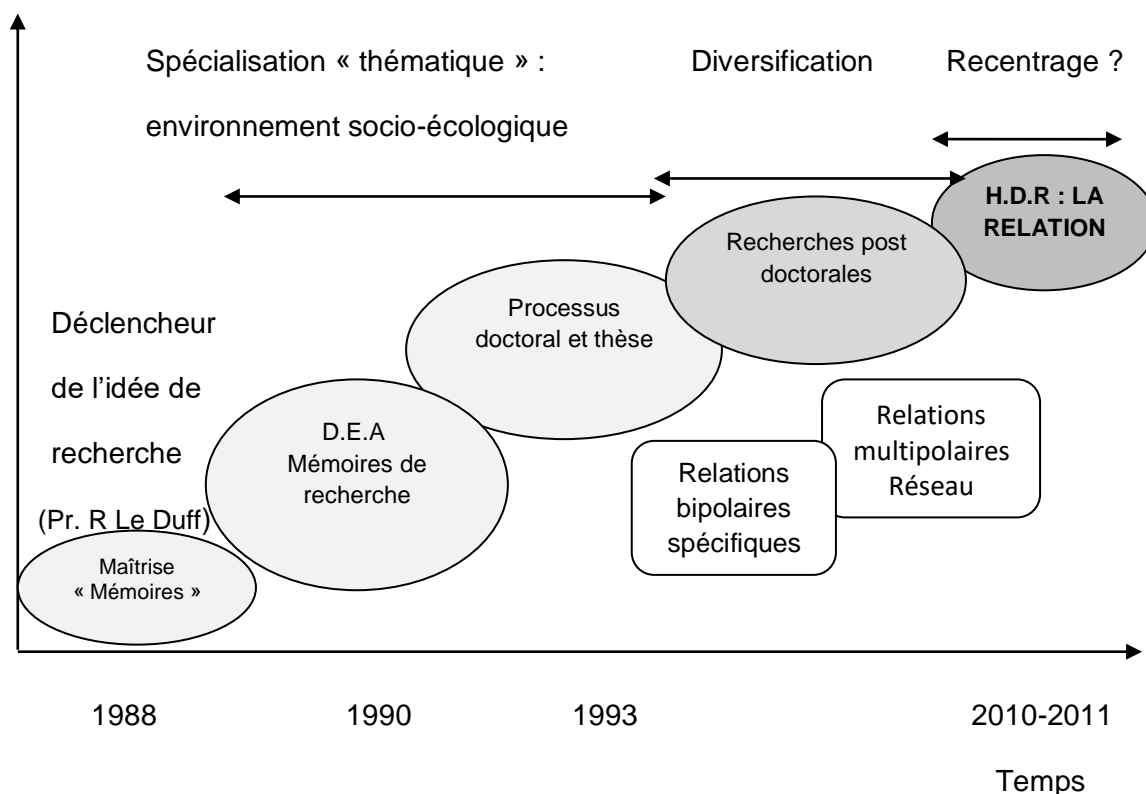 Spécialisation « thématique » :
environnement socio-écologique
Diversification
Recentrage ?
H.D.R : LA
RELATION
Recherches post
doctorales
Processus
doctoral et thèse
Déclencheur
de l’idée de
recherche
(Pr. R Le Duff)
D.E.A
Mémoires de
recherche
Relations
multipolaires
Réseau
Relations
bipolaires
spécifiques
Maîtrise
« Mémoires »
1988
1990
1993
2010-2011
Temps